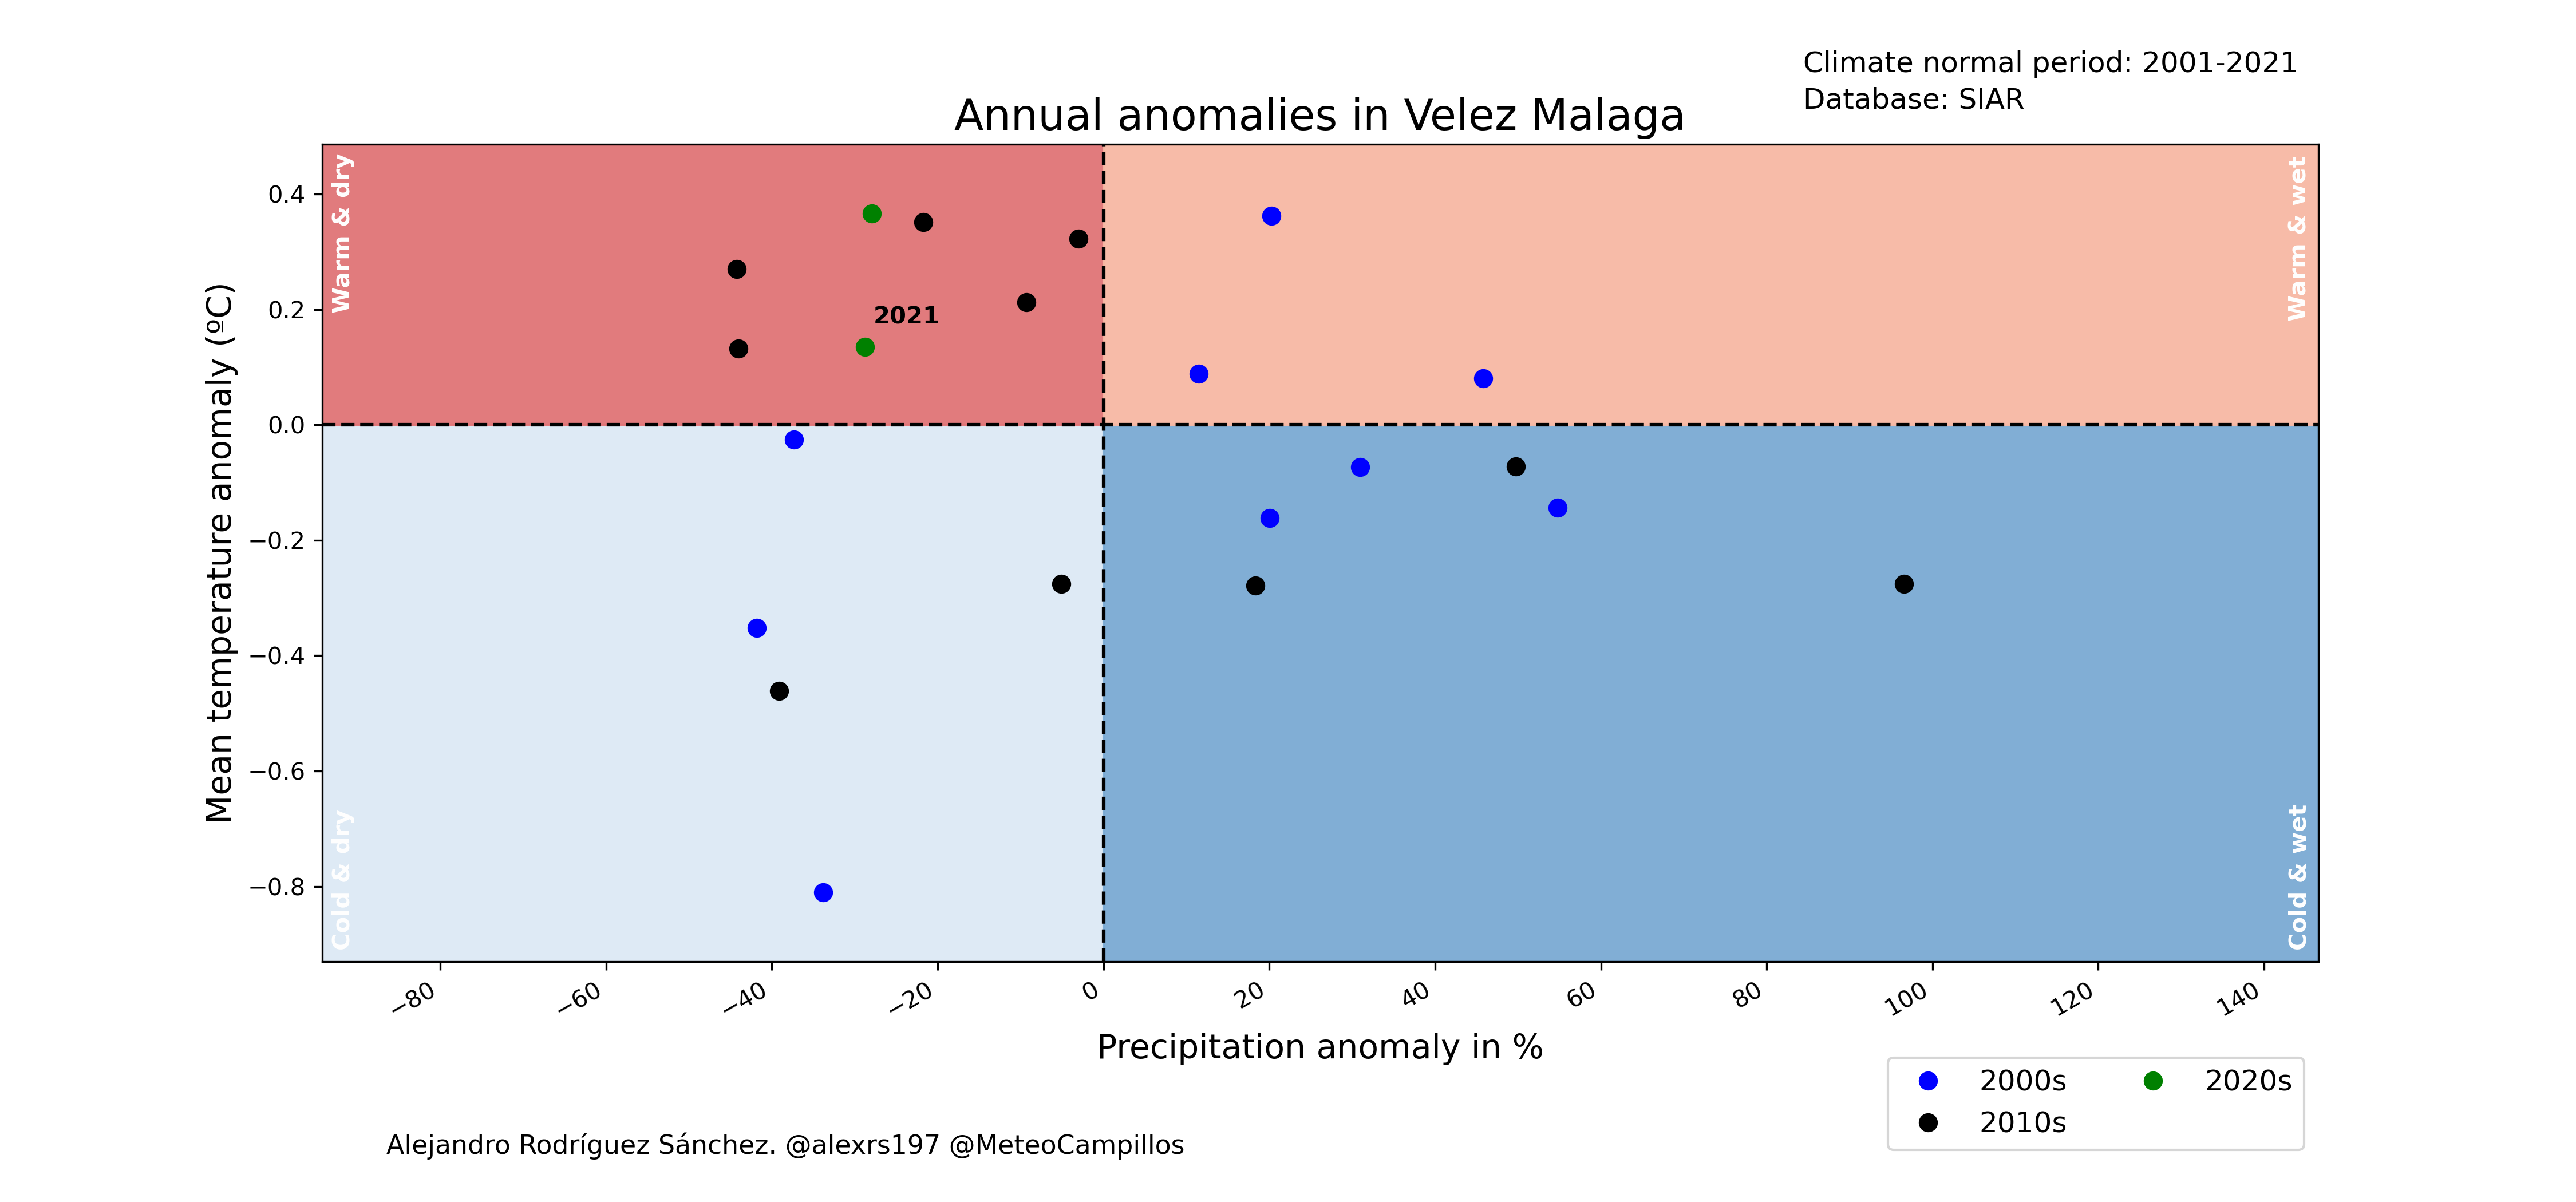 Climate normal period: 2001-2021
Database: SIAR
Annual anomalies in Velez Malaga
Warm & dry
Warm & wet
2021
Cold & dry
Cold & wet
Mean temperature anomaly (ºC)
0.4
0.2
0.0
−0.2
−0.4
−0.6
−0.8
−80
−60
−40
−20
0
20
40
60
80
100
120
140
Precipitation anomaly in %
2000s
2020s
2010s
Alejandro Rodríguez Sánchez. @alexrs197 @MeteoCampillos